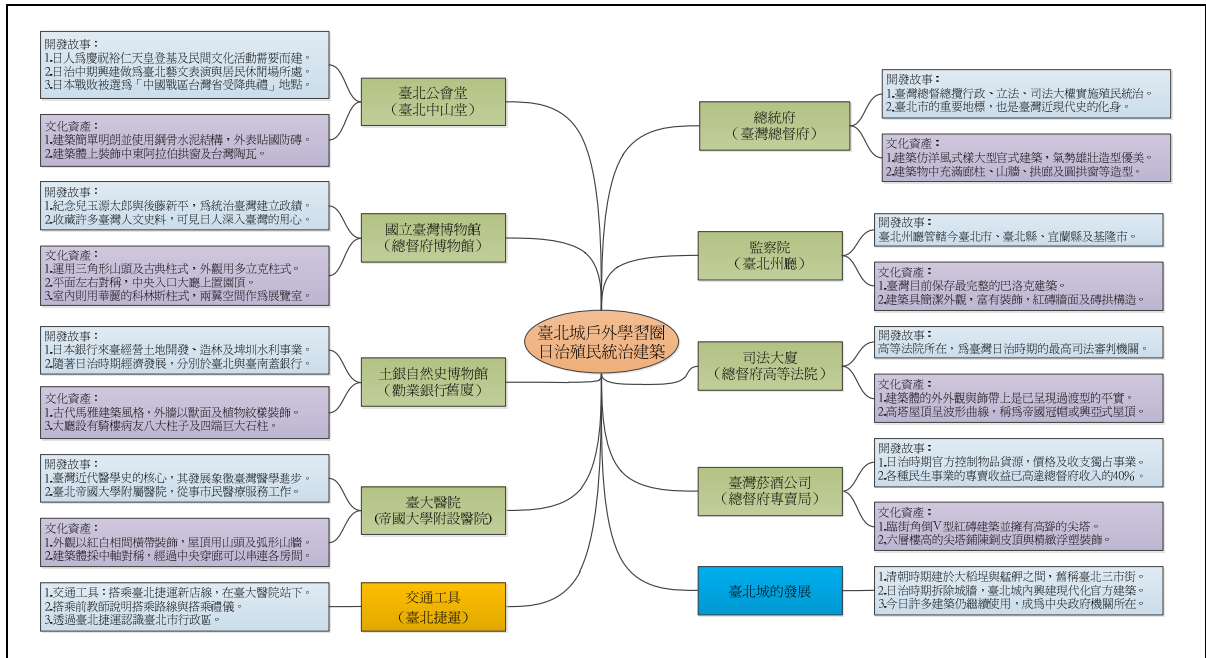 臺北城戶外學習圈
日治殖民統治建築
開發故事：
1.日人為慶祝裕仁天皇登基及民間文化活動需要而建。
2.日治中期興建做為臺北藝文表演與居民休閒場所處。
3.日本戰敗被選為「中國戰區台灣省受降典禮」地點。
臺北公會堂
（臺北中山堂）
文化資產：
1.建築簡單明朗並使用鋼骨水泥結構，外表貼國防磚。
2.建築體上裝飾中東阿拉伯拱窗及台灣陶瓦。
開發故事：
1.紀念兒玉源太郎與後藤新平，為統治臺灣建立政績。
2.收藏許多臺灣人文史料，可見日人深入臺灣的用心。
國立臺灣博物館
（總督府博物館）
文化資產：
1.運用三角形山頭及古典柱式，外觀用多立克柱式。
2.平面左右對稱，中央入口大廳上置圓頂。
3.室內則用華麗的科林斯柱式，兩翼空間作為展覽室。
開發故事：
1.日本銀行來臺經營土地開發、造林及埤圳水利事業。
2.隨著日治時期經濟發展，分別於臺北與臺南蓋銀行。
土銀自然史博物館
（勸業銀行舊廈）
文化資產：
1.古代馬雅建築風格，外牆以獸面及植物紋樣裝飾。
3.大廳設有騎樓病友八大柱子及四端巨大石柱。
開發故事：
1.臺灣近代醫學史的核心，其發展象徵臺灣醫學進步。
2.臺北帝國大學附屬醫院，從事市民醫療服務工作。
臺大醫院
(帝國大學附設醫院)
文化資產：
1.外觀以紅白相間橫帶裝飾，屋頂用山頭及弧形山牆。
2.建築體採中軸對稱，經過中央穿廊可以串連各房間。
1.交通工具：搭乘臺北捷運新店線，在臺大醫院站下。
2.搭乘前教師說明搭乘路線與搭乘禮儀。
3.透過臺北捷運認識臺北市行政區。
交通工具
（臺北捷運）
開發故事：
1.臺灣總督總攬行政、立法、司法大權實施殖民統治。
2.臺北市的重要地標，也是臺灣近現代史的化身。
總統府
（臺灣總督府）
文化資產：
1.建築仿洋風式樣大型官式建築，氣勢雄壯造型優美。
2.建築物中充滿廊柱、山牆、拱廊及圓拱窗等造型。
開發故事：
臺北州廳管轄今臺北市、臺北縣、宜蘭縣及基隆市。
監察院
（臺北州廳）
文化資產：
1.臺灣目前保存最完整的巴洛克建築。
2.建築具簡潔外觀，富有裝飾，紅磚牆面及磚拱構造。
開發故事：
高等法院所在，為臺灣日治時期的最高司法審判機關。
司法大廈
（總督府高等法院）
文化資產：
1.建築體的外外觀與飾帶上是已呈現過渡型的平實。
2.高塔屋頂呈波形曲線，稱為帝國冠帽或興亞式屋頂。
開發故事：
1.日治時期官方控制物品貨源，價格及收支獨占事業。
2.各種民生事業的專賣收益已高達總督府收入的40%。
臺灣菸酒公司
（總督府專賣局）
文化資產：
1.臨街角倒V型紅磚建築並擁有高聳的尖塔。
2.六層樓高的尖塔鋪陳銅皮頂與精緻浮塑裝飾。
臺北城的發展
1.清朝時期建於大稻埕與艋舺之間，舊稱臺北三市街。
2.日治時期拆除城牆，臺北城內興建現代化官方建築。
3.今日許多建築仍繼續使用，成為中央政府機關所在。